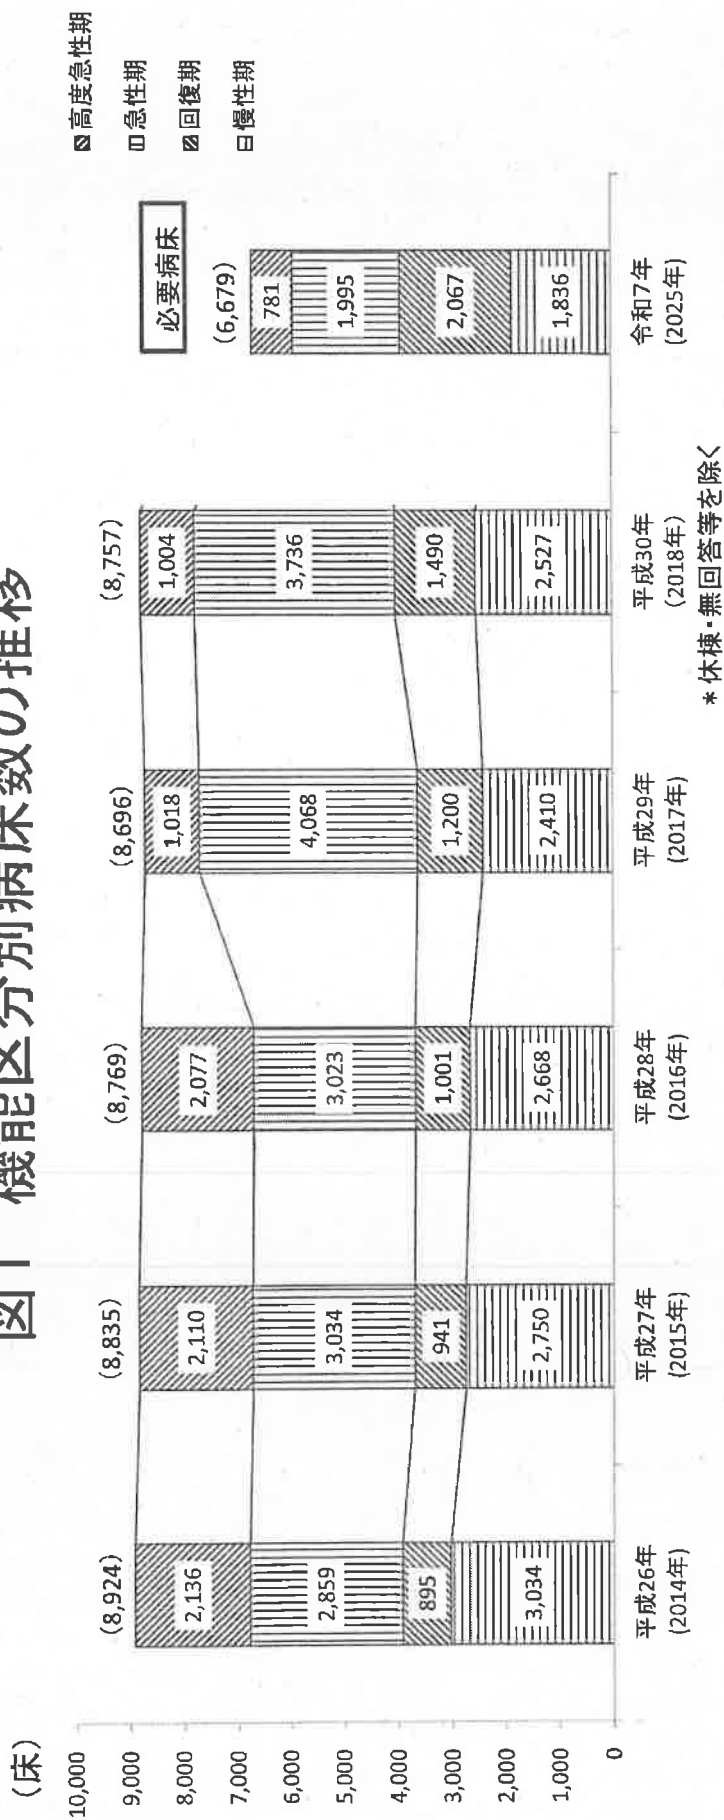 図1 機能区分別病床数の推移
(床)
高度急性期
急性期
回復期
慢性期
必要病床
10,000
9,000
8,000
7,000
6,000
5,000
4,000
3,000
2,000
1,000
0
(8,924)
2,136
2,859
895
3,034
平成26年
(2014年)
(8,835)
2,110
3,034
941
2,750
平成27年
(2015年)
(8,769)
2,077
3,023
1,001
2,668
平成28年
(2016年)
(8,696)
1,018
4,068
1,200
2,410
平成29年
(2017年)
(8,757)
1,004
3,736
1,490
2,527
平成30年
(2018年)
(6,679)
781
1,995
2,067
1,836
令和7年
(2025年)
*休棟・無回答等を除く